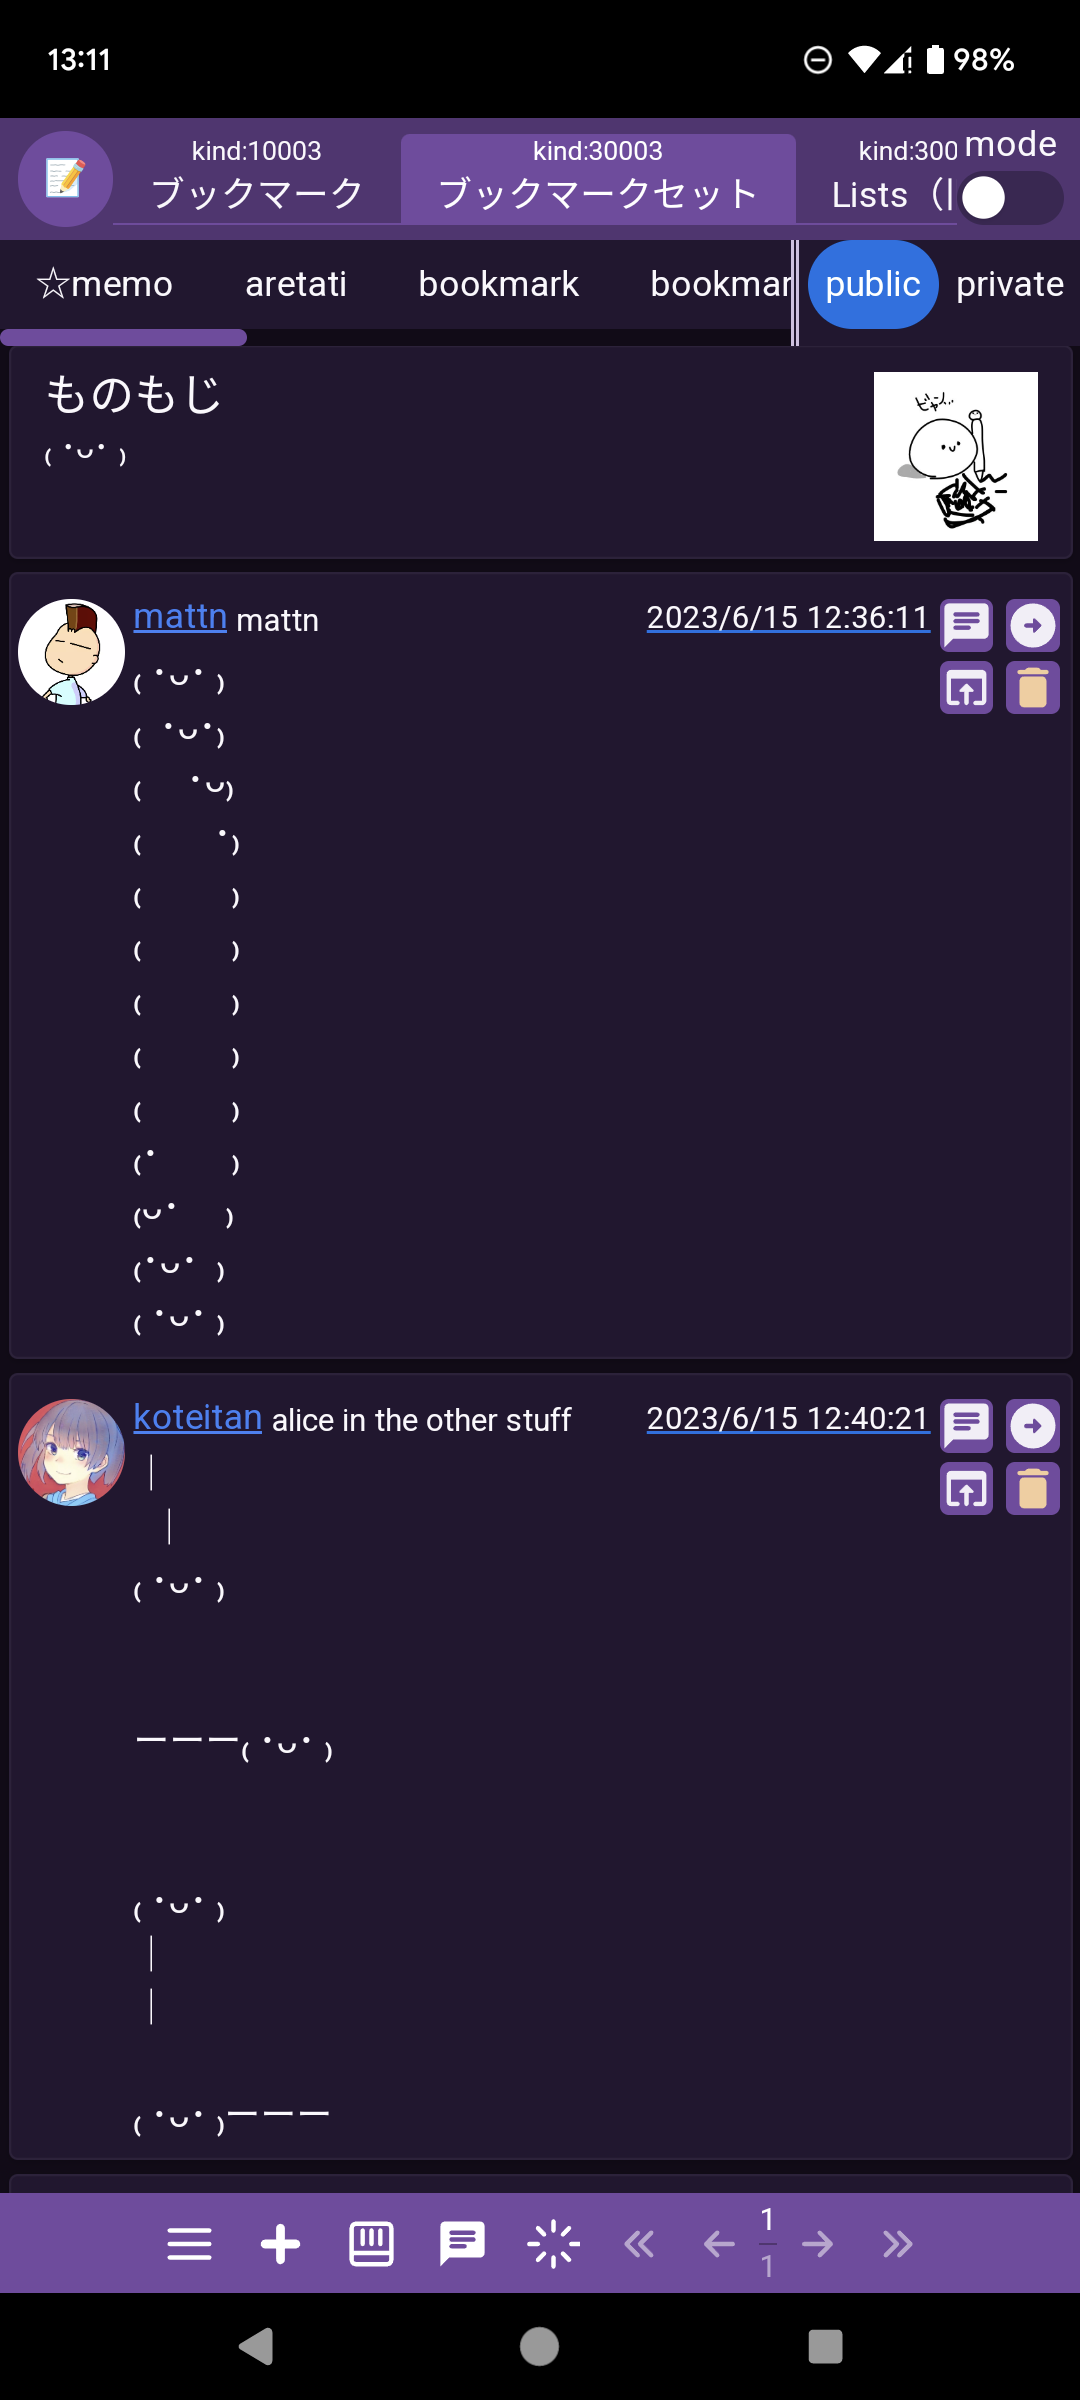 13:11 98%
kind:10003 kind:30003 kind:300 mode
ブックマーク ブックマークセット Lists（l
☆memo aretati bookmark bookmar public private
ものもじ
₍ ˙ᵕ˙ ₎
ピャー
mattn mattn 2023/6/15 12:36:11
₍ ˙ᵕ˙ ₎
₍  ˙ᵕ˙₎
₍   ˙ᵕ₎
₍    ˙₎
₍     ₎
₍     ₎
₍     ₎
₍     ₎
₍     ₎
₍˙    ₎
₍ᵕ˙   ₎
₍˙ᵕ˙  ₎
₍ ˙ᵕ˙ ₎
koteitan alice in the other stuff 2023/6/15 12:40:21
｜
 ｜
₍ ˙ᵕ˙ ₎
ーーー₍ ˙ᵕ˙ ₎
₍ ˙ᵕ˙ ₎
｜
｜
₍ ˙ᵕ˙ ₎ーーー
1
1